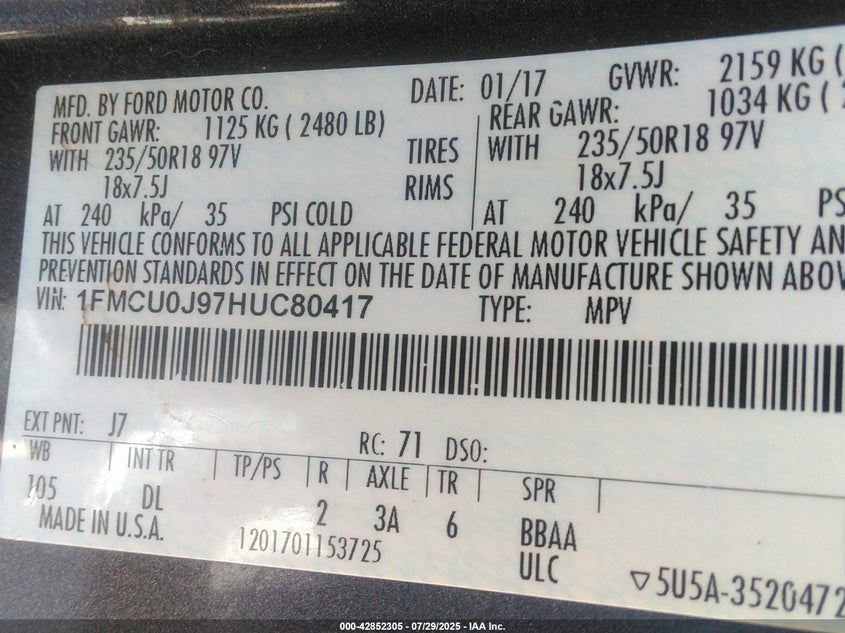 MFD. BY FORD MOTOR CO. DATE: 01/17 GVWR: 2159 KG (
FRONT GAWR: 1125 KG ( 2480 LB) REAR GAWR: 1034 KG (
WITH 235/50R18 97V TIRES WITH 235/50R18 97V
18x7.5J RIMS 18x7.5J
AT 240 kPa/ 35 PSI COLD AT 240 kPa/ 35 PS
THIS VEHICLE CONFORMS TO ALL APPLICABLE FEDERAL MOTOR VEHICLE SAFETY AN
PREVENTION STANDARDS IN EFFECT ON THE DATE OF MANUFACTURE SHOWN ABOV
VIN: 1FMCU0J97HUC80417 TYPE: MPV
EXT PNT: J7 RC: 71 DSO:
WB INT TR TP/PS R AXLE TR SPR
105 DL 2 3A 6 BBAA
MADE IN U.S.A. 1201701153725 ULC ▽5U5A-3520472
000-42852305 - 07/29/2025 - IAA Inc.